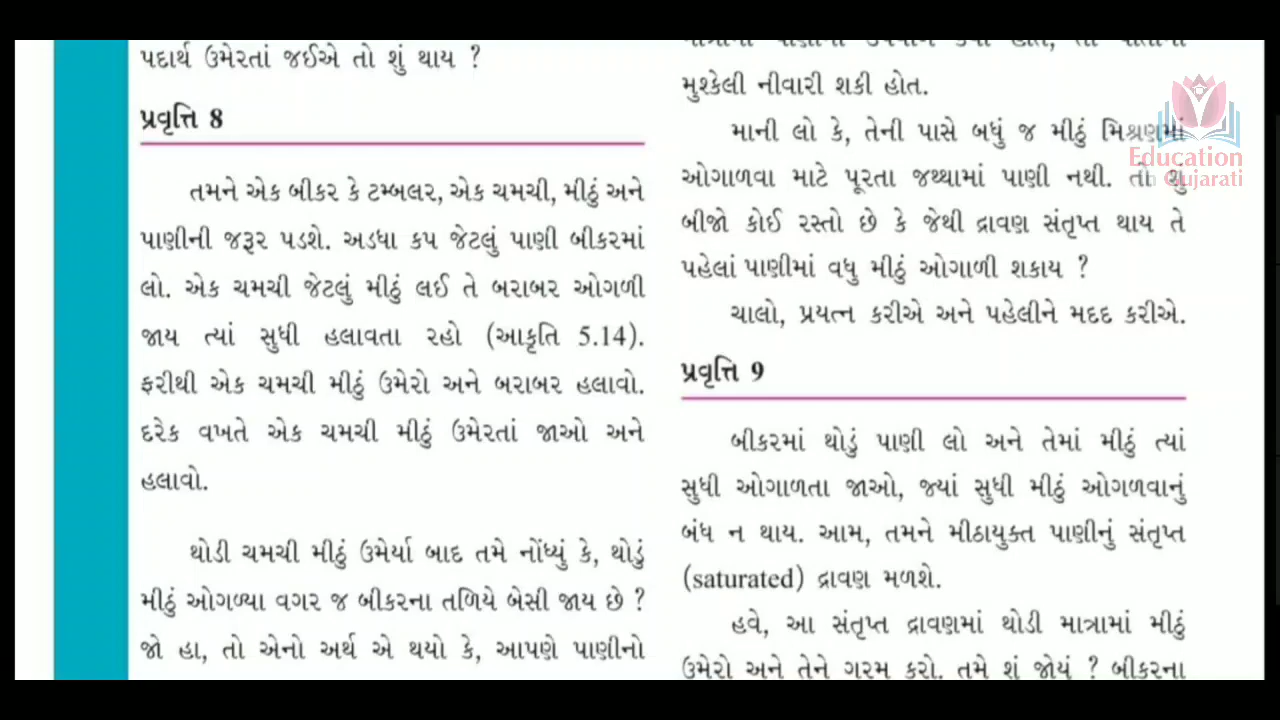 પદાર્થ ઉમેરતાં જઈએ તો શું થાય ?
પ્રવૃત્તિ 8
તમને એક બીકર કે ટમ્બલર, એક ચમચી, મીઠું અને
પાણીની જરૂર પડશે. અડધા કપ જેટલું પાણી બીકરમાં
લો. એક ચમચી જેટલું મીઠું લઈ તે બરાબર ઓગળી
જાય ત્યાં સુધી હલાવતા રહો (આકૃતિ 5.14).
ફરીથી એક ચમચી મીઠું ઉમેરો અને બરાબર હલાવો.
દરેક વખતે એક ચમચી મીઠું ઉમેરતાં જાઓ અને
હલાવો.
થોડી ચમચી મીઠું ઉમેર્યા બાદ તમે નોંધ્યું કે, થોડું
મીઠું ઓગળ્યા વગર જ બીકરના તળિયે બેસી જાય છે ?
જો હા, તો એનો અર્થ એ થયો કે, આપણે પાણીનો
મુશ્કેલી નીવારી શકી હોત.
માની લો કે, તેની પાસે બધું જ મીઠું મિશ્રણમાં
ઓગાળવા માટે પૂરતા જથ્થામાં પાણી નથી. તો શું
બીજો કોઈ રસ્તો છે કે જેથી દ્રાવણ સંતૃપ્ત થાય તે
પહેલાં પાણીમાં વધુ મીઠું ઓગાળી શકાય ?
ચાલો, પ્રયત્ન કરીએ અને પહેલીને મદદ કરીએ.
પ્રવૃત્તિ 9
બીકરમાં થોડું પાણી લો અને તેમાં મીઠું ત્યાં
સુધી ઓગાળતા જાઓ, જ્યાં સુધી મીઠું ઓગળવાનું
બંધ ન થાય. આમ, તમને મીઠાયુક્ત પાણીનું સંતૃપ્ત
(saturated) દ્રાવણ મળશે.
હવે, આ સંતૃપ્ત દ્રાવણમાં થોડી માત્રામાં મીઠું
ઉમેરો અને તેને ગરમ કરો. તમે શું જોયું ? બીકરના
Education
In Gujarati